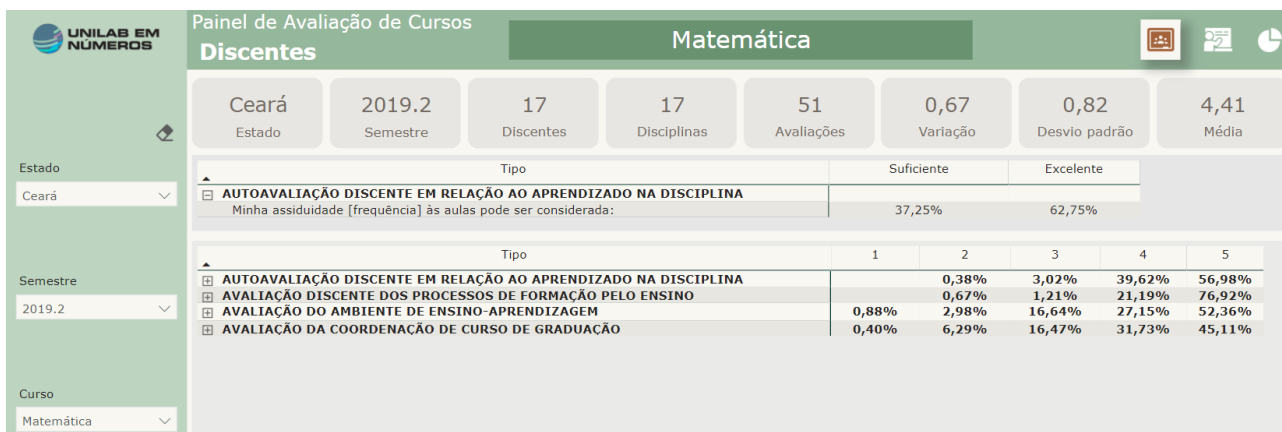 UNILAB EM
NÚMEROS
Painel de Avaliação de Cursos
Discentes
Matemática
Ceará
Estado
2019.2
Semestre
17
Discentes
17
Disciplinas
51
Avaliações
0,67
Variação
0,82
Desvio padrão
4,41
Média
Estado
Ceará
Semestre
2019.2
Curso
Matemática
Tipo Suficiente Excelente
AUTOAVALIAÇÃO DISCENTE EM RELAÇÃO AO APRENDIZADO NA DISCIPLINA
Minha assiduidade [frequência] às aulas pode ser considerada: 37,25% 62,75%
Tipo 1 2 3 4 5
AUTOAVALIAÇÃO DISCENTE EM RELAÇÃO AO APRENDIZADO NA DISCIPLINA 0,38% 3,02% 39,62% 56,98%
AVALIAÇÃO DISCENTE DOS PROCESSOS DE FORMAÇÃO PELO ENSINO 0,67% 1,21% 21,19% 76,92%
AVALIAÇÃO DO AMBIENTE DE ENSINO-APRENDIZAGEM 0,88% 2,98% 16,64% 27,15% 52,36%
AVALIAÇÃO DA COORDENAÇÃO DE CURSO DE GRADUAÇÃO 0,40% 6,29% 16,47% 31,73% 45,11%